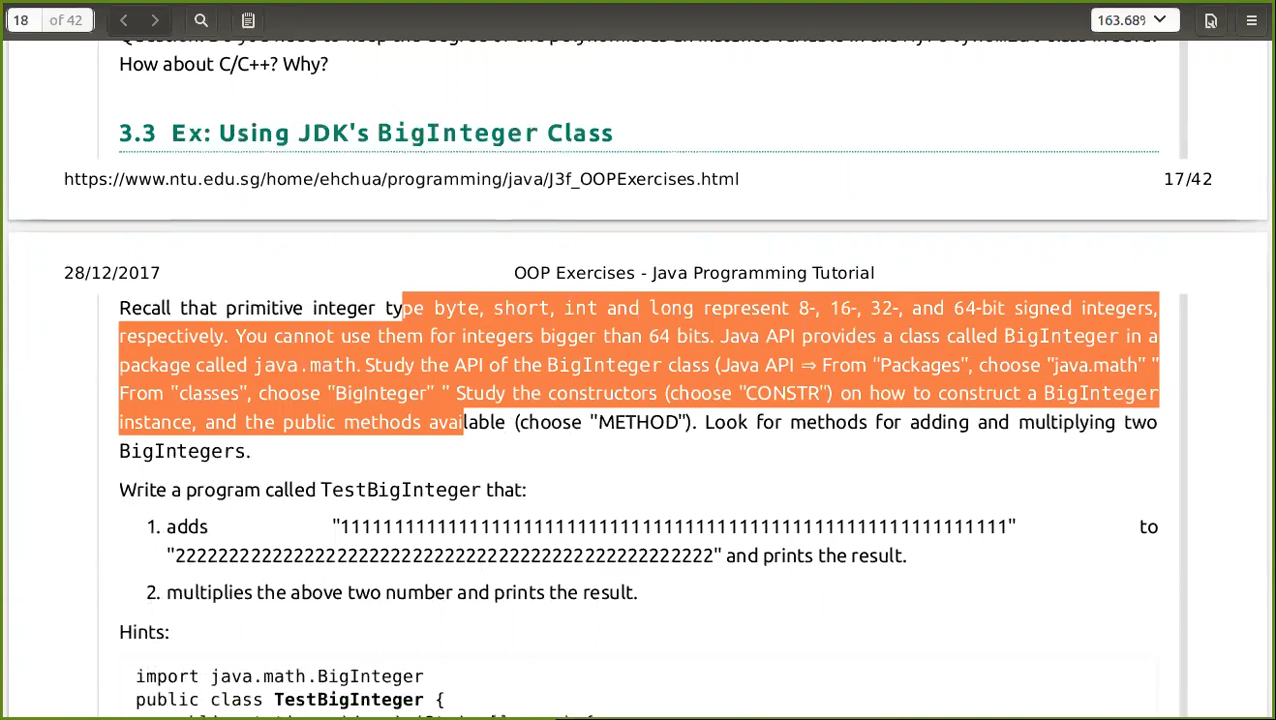 18 of 42
163.68%
How about C/C++? Why?
3.3 Ex: Using JDK's BigInteger Class
https://www.ntu.edu.sg/home/ehchua/programming/java/J3f_OOPExercises.html 17/42
28/12/2017 OOP Exercises - Java Programming Tutorial
Recall that primitive integer type byte, short, int and long represent 8-, 16-, 32-, and 64-bit signed integers,
respectively. You cannot use them for integers bigger than 64 bits. Java API provides a class called BigInteger in a
package called java.math. Study the API of the BigInteger class (Java API ⇒ From "Packages", choose "java.math" "
From "classes", choose "BigInteger" " Study the constructors (choose "CONSTR") on how to construct a BigInteger
instance, and the public methods available (choose "METHOD"). Look for methods for adding and multiplying two
BigIntegers.
Write a program called TestBigInteger that:
1. adds "11111111111111111111111111111111111111111111111111111111111111" to
"22222222222222222222222222222222222222222222222222" and prints the result.
2. multiplies the above two number and prints the result.
Hints:
import java.math.BigInteger
public class TestBigInteger {